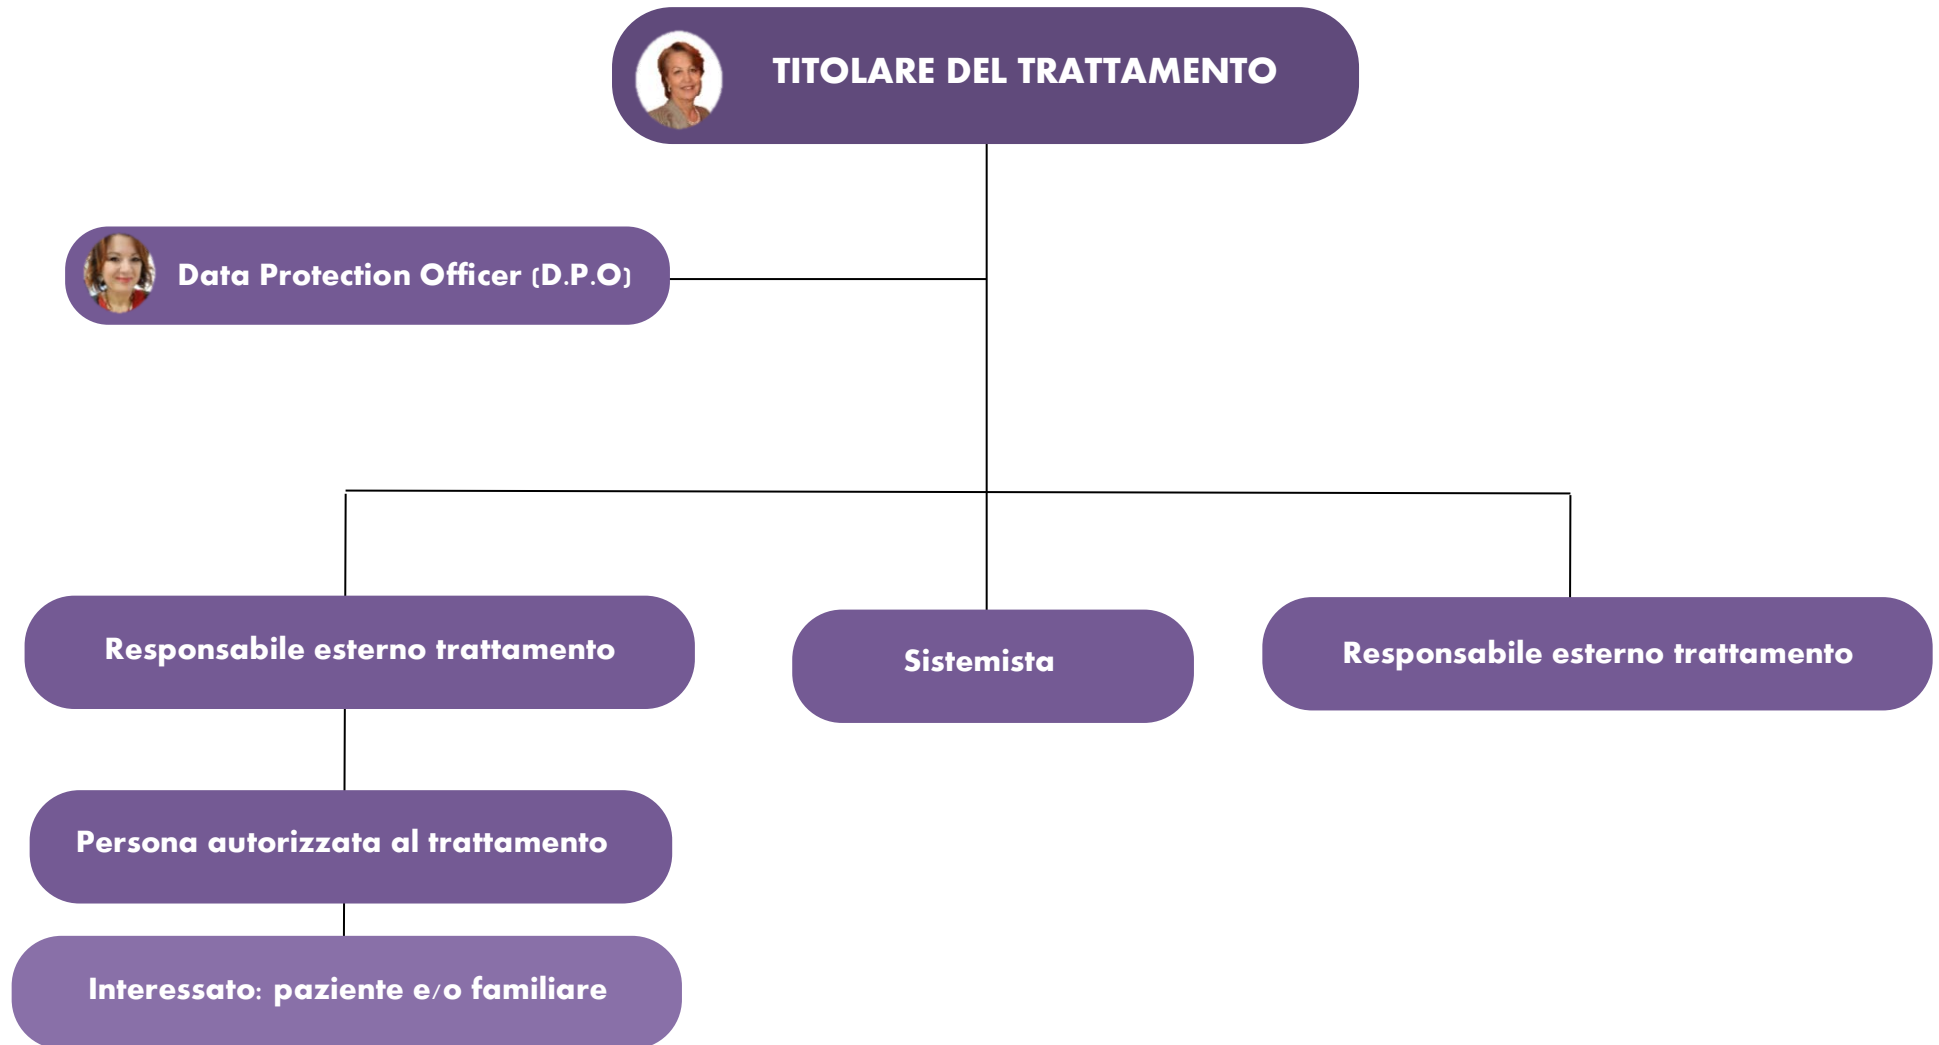 TITOLARE DEL TRATTAMENTO
Data Protection Officer (D.P.O)
Responsabile esterno trattamento
Sistemista
Responsabile esterno trattamento
Persona autorizzata al trattamento
Interessato: paziente e/o familiare